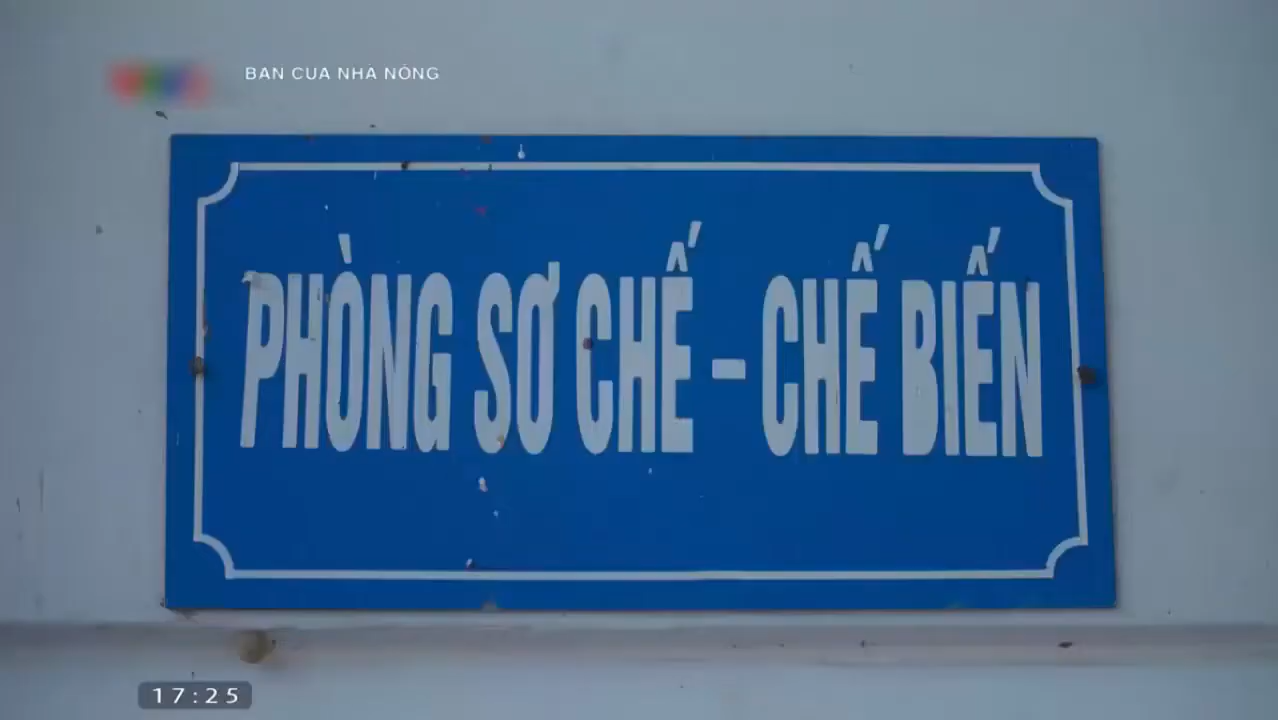 BẠN CỦA NHÀ NÔNG
PHÒNG SƠ CHẾ - CHẾ BIẾN
17:25